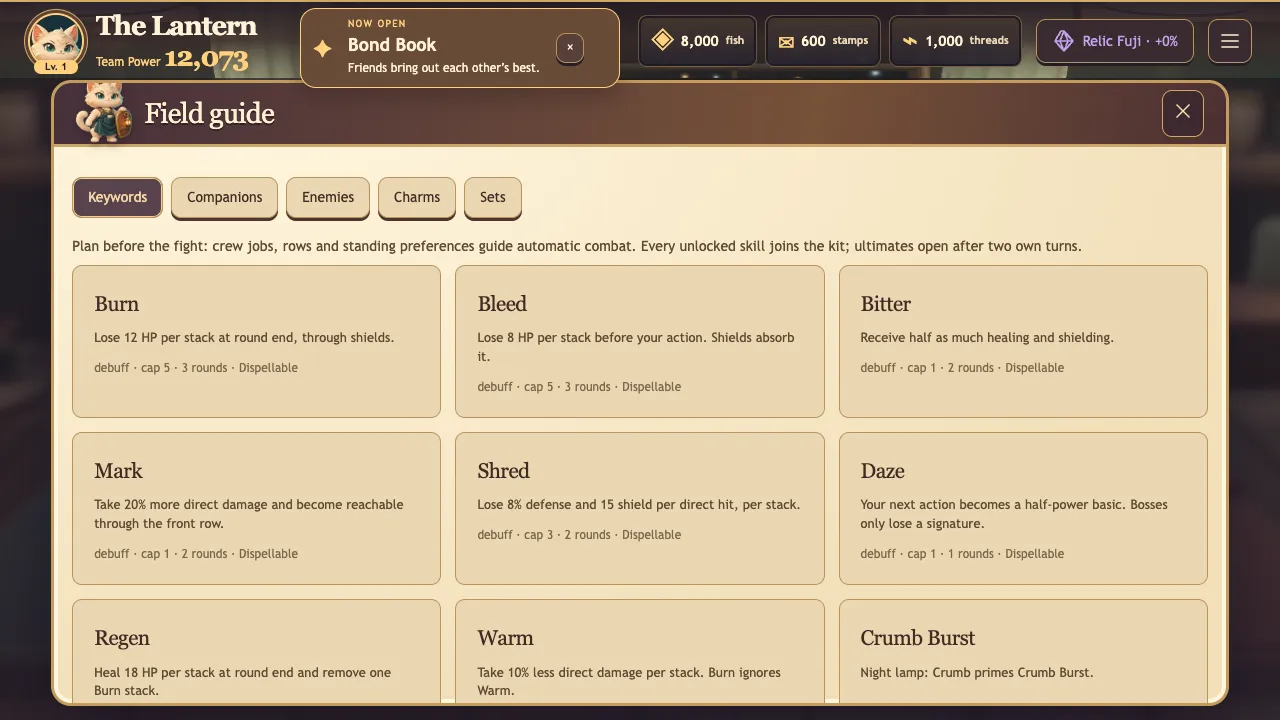 The Lantern
Lv. 1
Team Power 12,073
NOW OPEN
Bond Book
Friends bring out each other's best.
×
8,000 fish
600 stamps
1,000 threads
Relic Fuji · +0%
Field guide
Keywords
Companions
Enemies
Charms
Sets
Plan before the fight: crew jobs, rows and standing preferences guide automatic combat. Every unlocked skill joins the kit; ultimates open after two own turns.
Burn
Lose 12 HP per stack at round end, through shields.
debuff · cap 5 · 3 rounds · Dispellable
Bleed
Lose 8 HP per stack before your action. Shields absorb
it.
debuff · cap 5 · 3 rounds · Dispellable
Bitter
Receive half as much healing and shielding.
debuff · cap 1 · 2 rounds · Dispellable
Mark
Take 20% more direct damage and become reachable
through the front row.
debuff · cap 1 · 2 rounds · Dispellable
Shred
Lose 8% defense and 15 shield per direct hit, per stack.
debuff · cap 3 · 2 rounds · Dispellable
Daze
Your next action becomes a half-power basic. Bosses
only lose a signature.
debuff · cap 1 · 1 rounds · Dispellable
Regen
Heal 18 HP per stack at round end and remove one
Burn stack.
Warm
Take 10% less direct damage per stack. Burn ignores
Warm.
Crumb Burst
Night lamp: Crumb primes Crumb Burst.